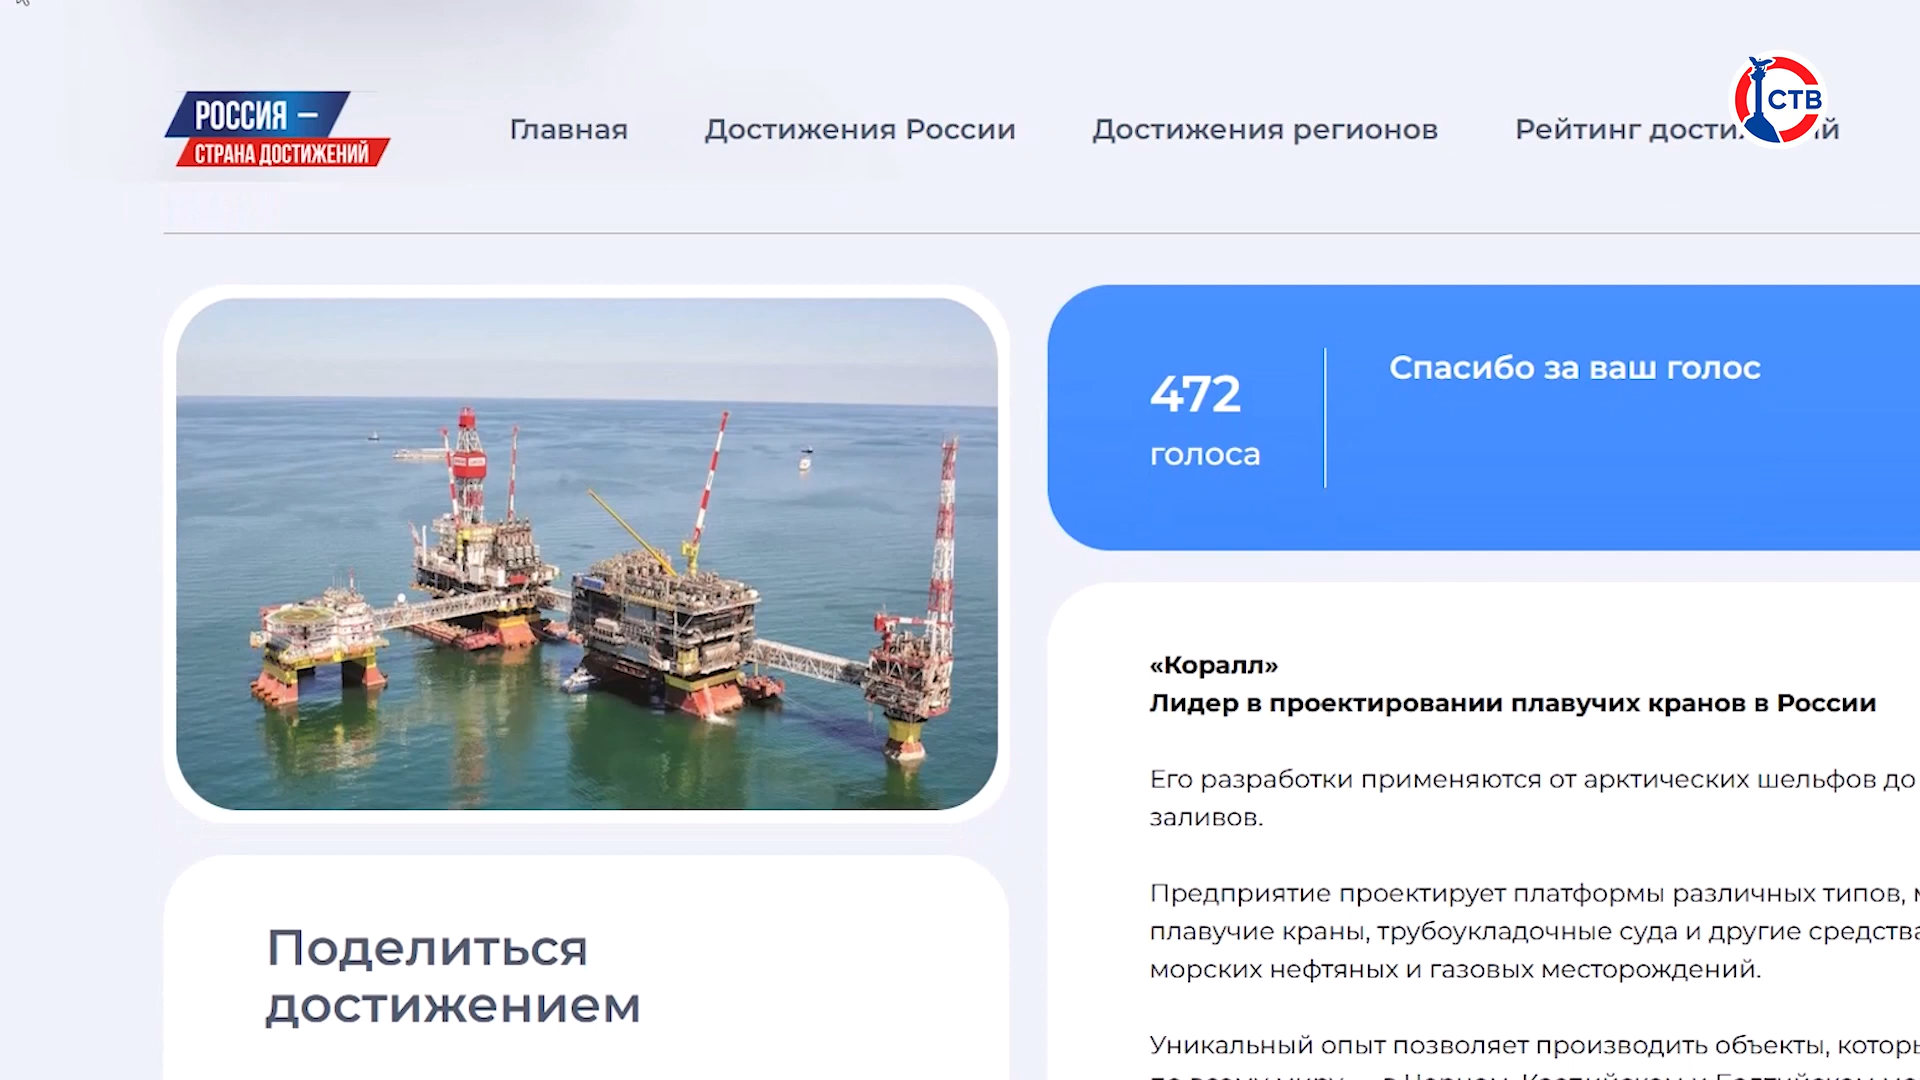 РОССИЯ –
СТРАНА ДОСТИЖЕНИЙ
Главная
Достижения России
Достижения регионов
Рейтинг
СТВ
472
голоса
Спасибо за ваш голос
«Коралл»
Лидер в проектировании плавучих кранов в России
Его разработки применяются от арктических шельфов до
заливов.
Предприятие проектирует платформы различных типов,
плавучие краны, трубоукладочные суда и другие средства
морских нефтяных и газовых месторождений.
Уникальный опыт позволяет производить объекты,
Поделиться
достижением